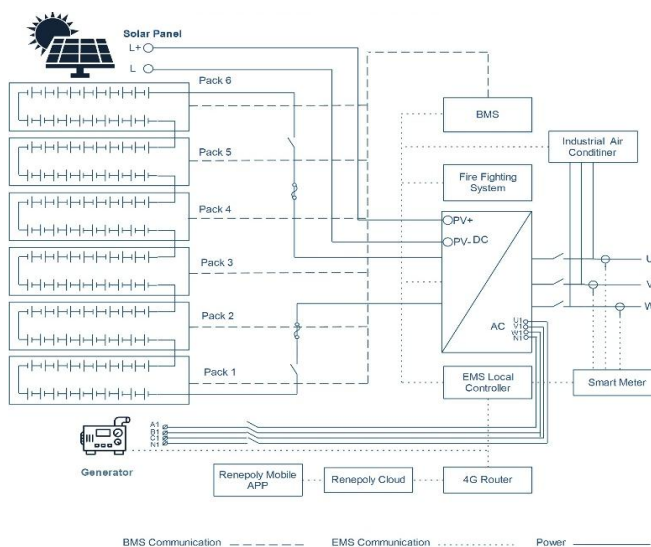 Solar Panel
L+
L
Pack 6
Pack 5
Pack 4
Pack 3
Pack 2
Pack 1
BMS
Industrial Air
Conditiner
Fire Fighting
System
PV+
PV- DC
AC
U1
V1
W1
N1
U
V
W
EMS Local
Controller
Smart Meter
A1
B1
C1
N1
Generator
Renepoly Mobile
APP
Renepoly Cloud
4G Router
BMS Communication
EMS Communication
Power